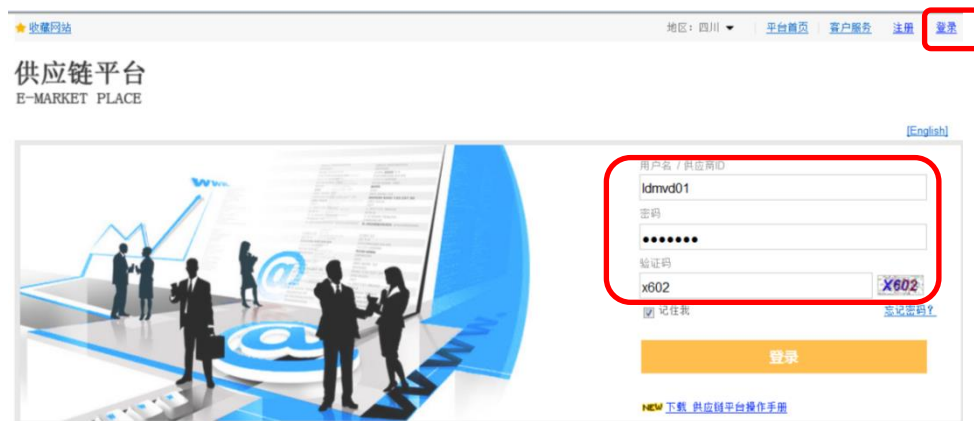 收藏网站
地区：四川 平台首页 客户服务 注册 登录
供应链平台
E-MARKET PLACE
[English]
用户名 / 供应商ID
ldmvd01
密码
验证码
x602 X602
记住我 忘记密码?
登录
NEW 下载 供应链平台操作手册
www.
@
@
www.